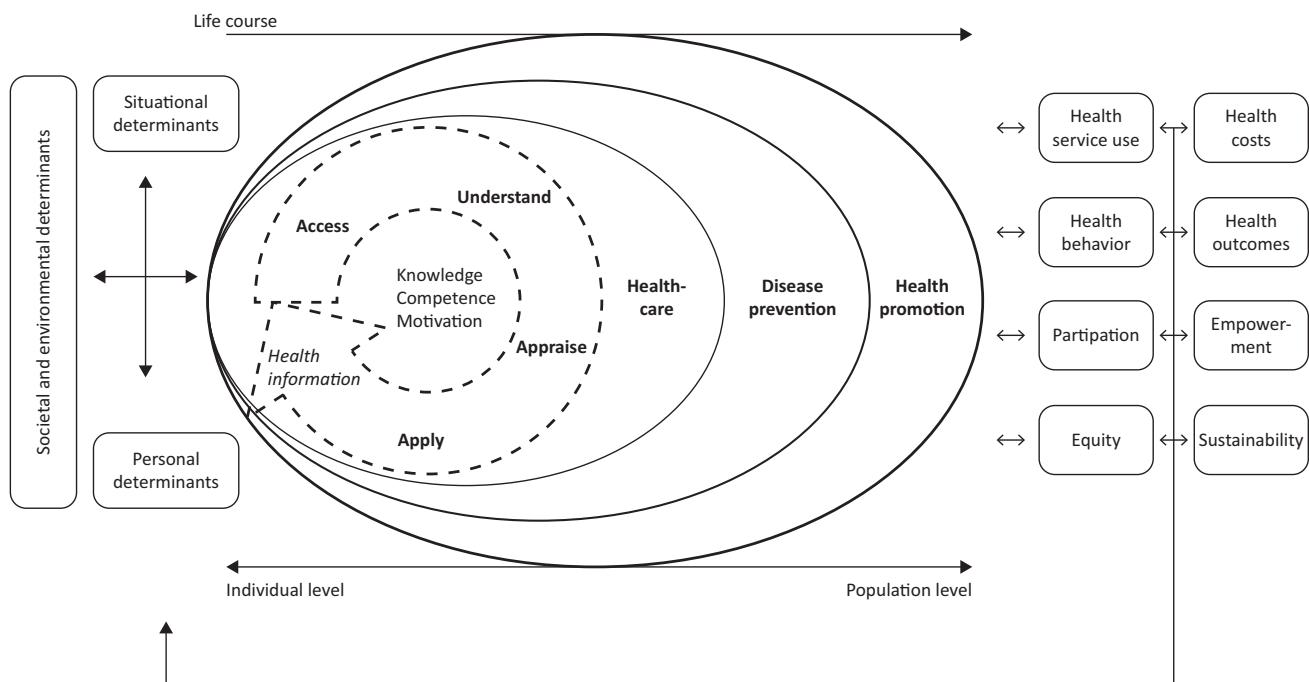 Life course
Societal and environmental determinants
Situational
determinants
Personal
determinants
Access
Understand
Knowledge
Competence
Motivation
Health
information
Appraise
Apply
Health-
care
Disease
prevention
Health
promotion
Individual level
Population level
Health
service use
Health
costs
Health
behavior
Health
outcomes
Partipation
Empower-
ment
Equity
Sustainability